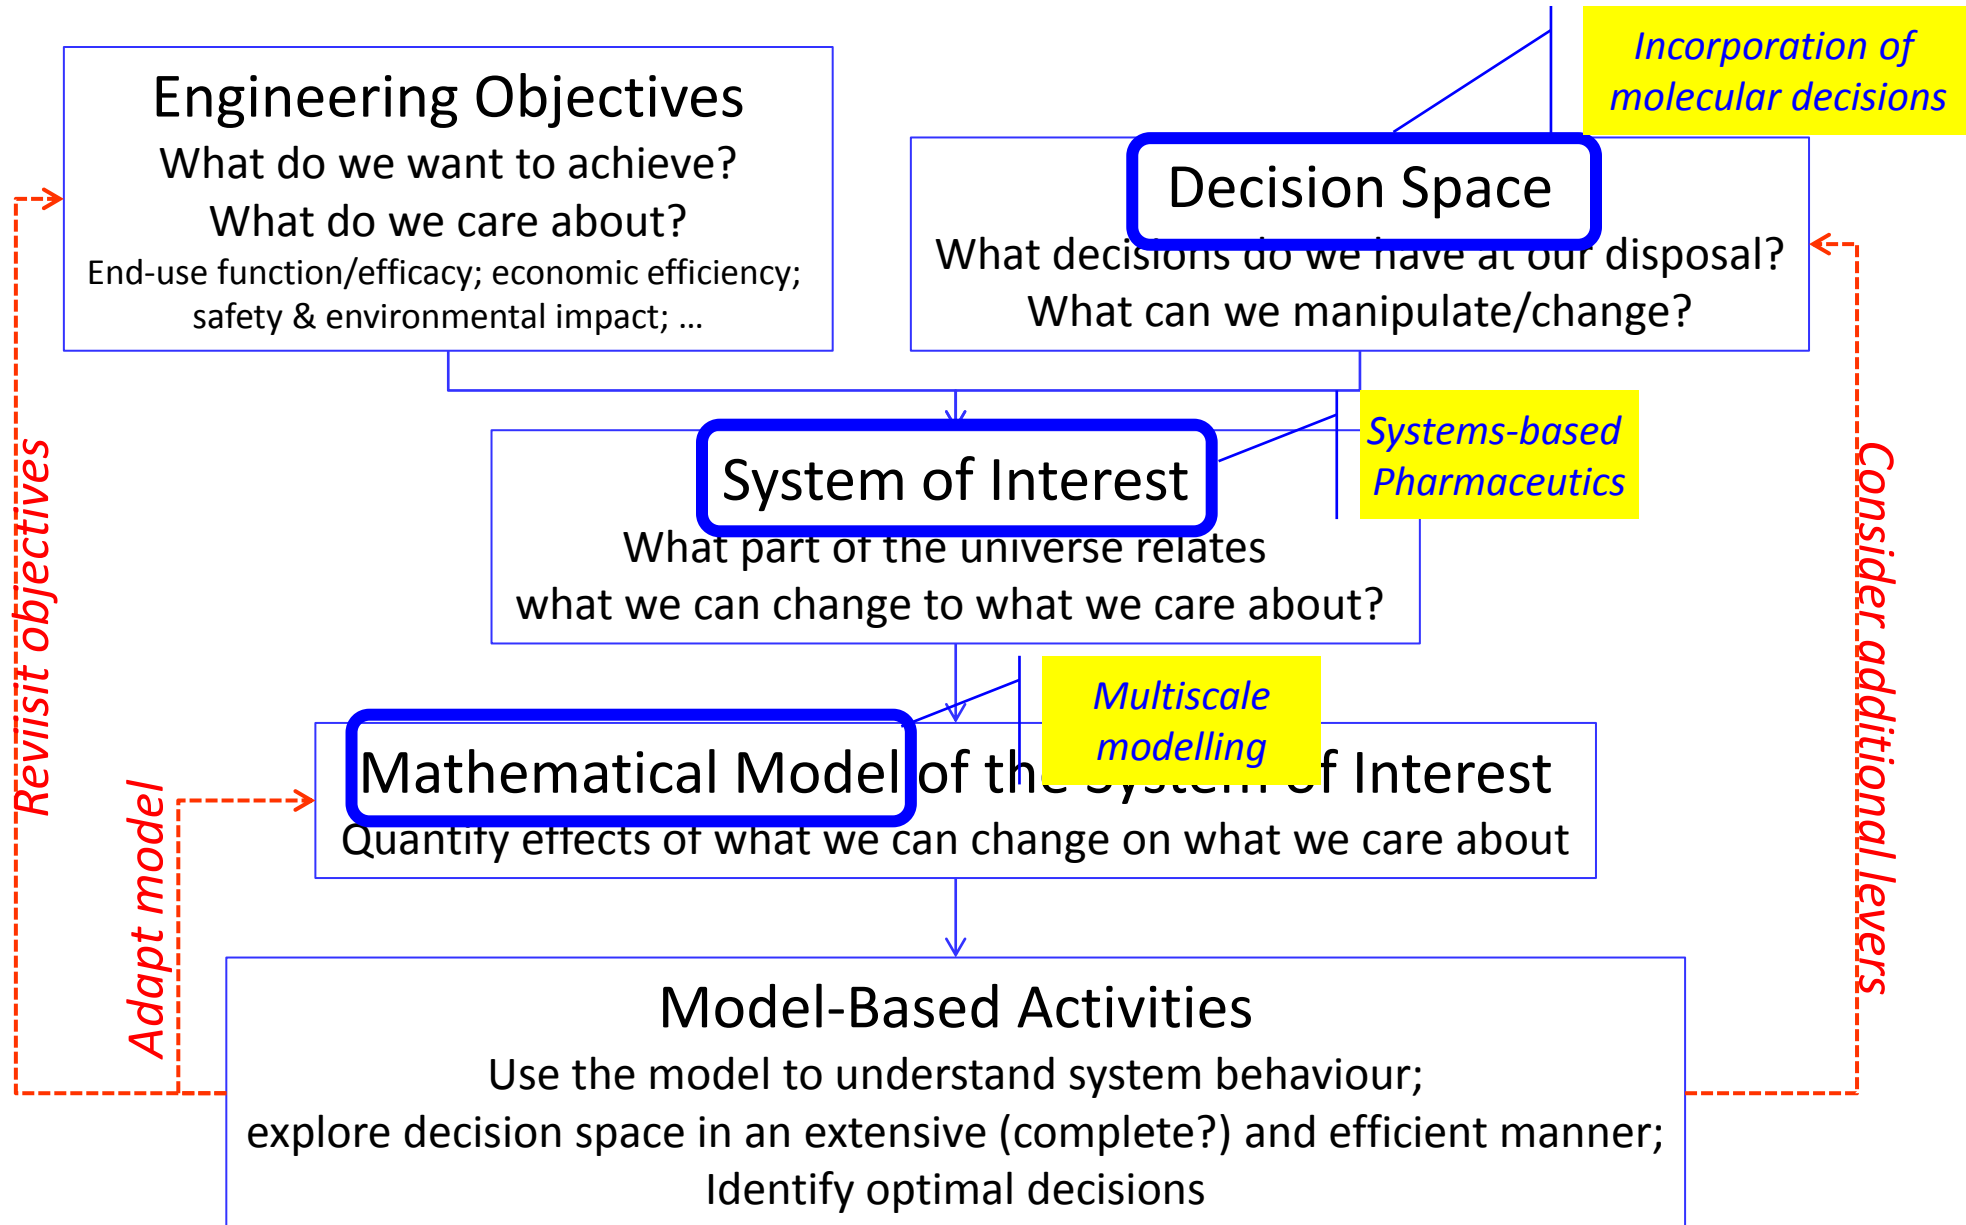 Engineering Objectives
What do we want to achieve?
What do we care about?
End-use function/efficacy; economic efficiency;
safety & environmental impact; ...
Incorporation of
molecular decisions
Decision Space
What decisions do we have at our disposal?
What can we manipulate/change?
System of Interest
What part of the universe relates
what we can change to what we care about?
Systems-based
Pharmaceutics
Multiscale
modelling
Mathematical Model of the System of Interest
Quantify effects of what we can change on what we care about
Model-Based Activities
Use the model to understand system behaviour;
explore decision space in an extensive (complete?) and efficient manner;
Identify optimal decisions
Reviisit objectives
Adapt model
Consider additional levers